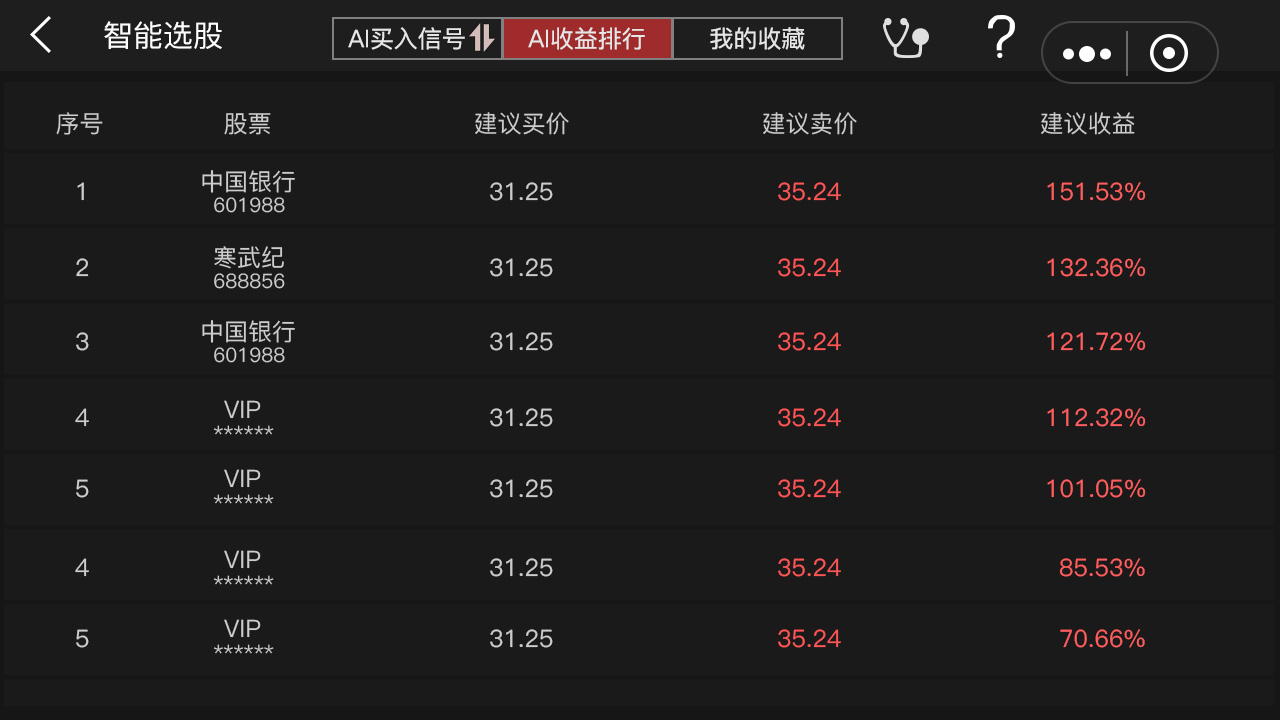 智能选股 AI买入信号 AI收益排行 我的收藏 ?
序号 股票 建议买价 建议卖价 建议收益
1 中国银行 31.25 35.24 151.53%
601988
2 寒武纪 31.25 35.24 132.36%
688856
3 中国银行 31.25 35.24 121.72%
601988
4 VIP 31.25 35.24 112.32%
******
5 VIP 31.25 35.24 101.05%
******
4 VIP 31.25 35.24 85.53%
******
5 VIP 31.25 35.24 70.66%
******